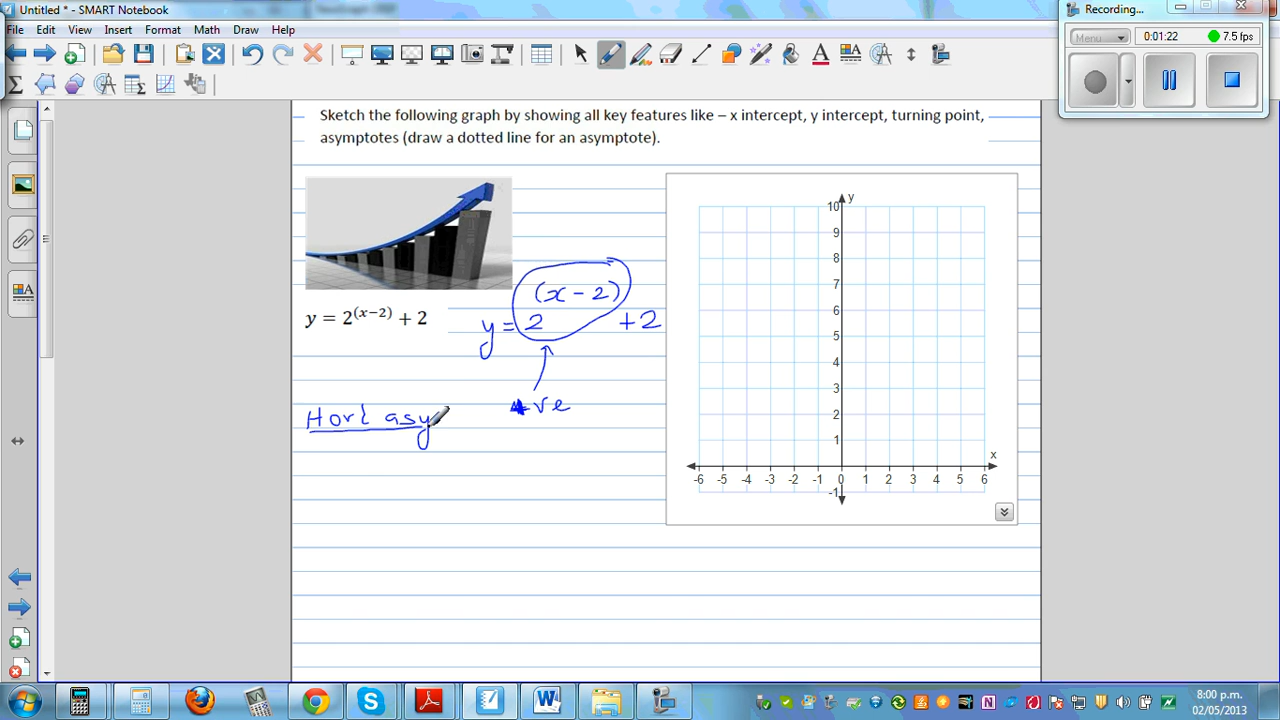 Untitled * - SMART Notebook
File Edit View Insert Format Math Draw Help
Recording...
Menu
0:01:22
7.5 fps
Sketch the following graph by showing all key features like – x intercept, y intercept, turning point,
asymptotes (draw a dotted line for an asymptote).
y = 2^(x−2) + 2
y = 2^(x - 2) + 2
+ve
Horl asy
y
10
9
8
7
6
5
4
3
2
1
x
-6 -5 -4 -3 -2 -1 0 1 2 3 4 5 6
-1
8:00 p.m.
02/05/2013